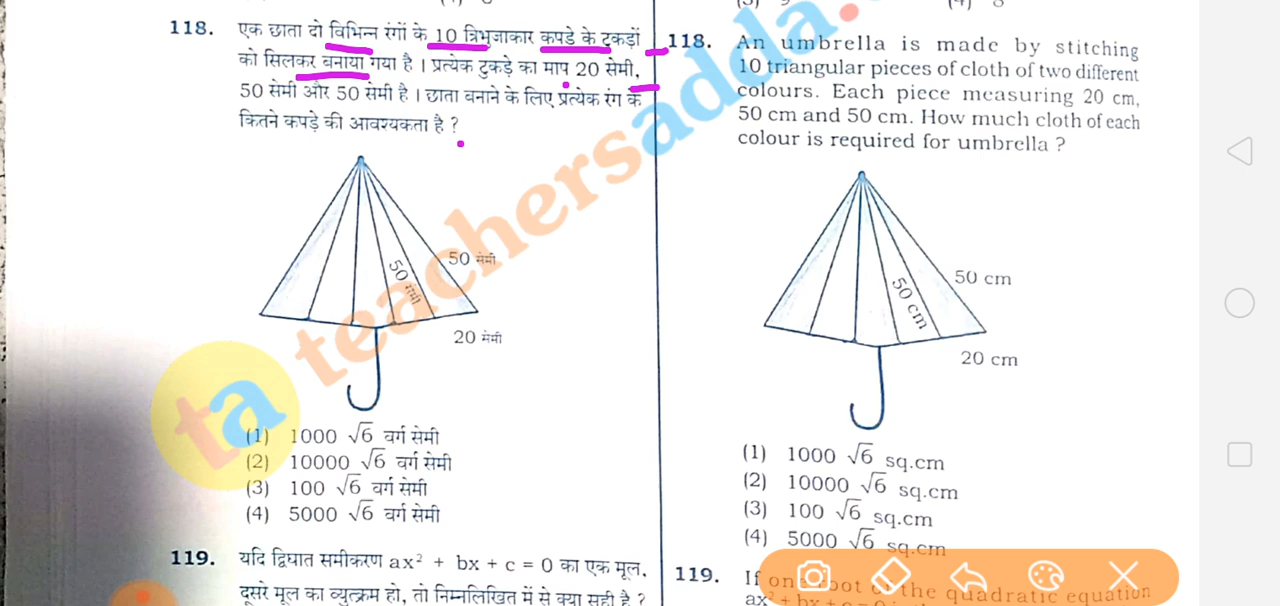 118. एक छाता दो विभिन्न रंगों के 10 त्रिभुजाकार कपडे के टुकड़ों
को सिलकर बनाया गया है । प्रत्येक टुकड़े का माप 20 सेमी,
50 सेमी और 50 सेमी है । छाता बनाने के लिए प्रत्येक रंग के
कितने कपड़े की आवश्यकता है ?
50 सेमी
50 सेमी
20 सेमी
(1) 1000 √6 वर्ग सेमी
(2) 10000 √6 वर्ग सेमी
(3) 100 √6 वर्ग सेमी
(4) 5000 √6 वर्ग सेमी
119. यदि द्विघात समीकरण ax² + bx + c = 0 का एक मूल,
दूसरे मूल का व्युत्क्रम हो, तो निम्नलिखित में से क्या सही है ?
118. An umbrella is made by stitching
10 triangular pieces of cloth of two different
colours. Each piece measuring 20 cm,
50 cm and 50 cm. How much cloth of each
colour is required for umbrella ?
50 cm
50 cm
20 cm
(1) 1000 √6 sq.cm
(2) 10000 √6 sq.cm
(3) 100 √6 sq.cm
(4) 5000 √6 sq.cm
119. If one root of the quadratic equation
ax² + bx + c = 0
ta teachersadda.